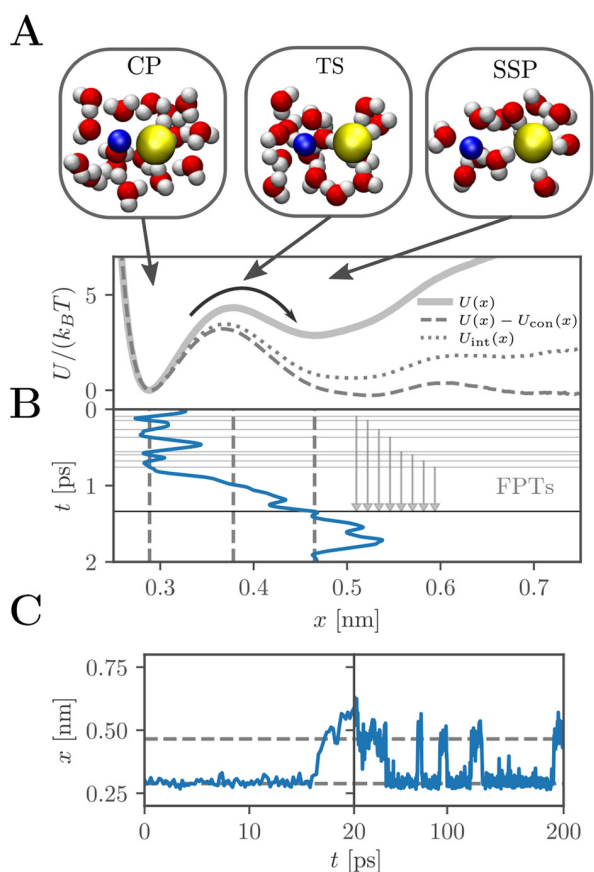 A
CP
TS
SSP
U/(k_BT)
5
0
U(x)
U(x) − U_con(x)
U_int(x)
B
t [ps]
0
1
2
FPTs
0.3
0.4
0.5
0.6
0.7
x [nm]
C
x [nm]
0.75
0.50
0.25
0
10
20
100
200
t [ps]